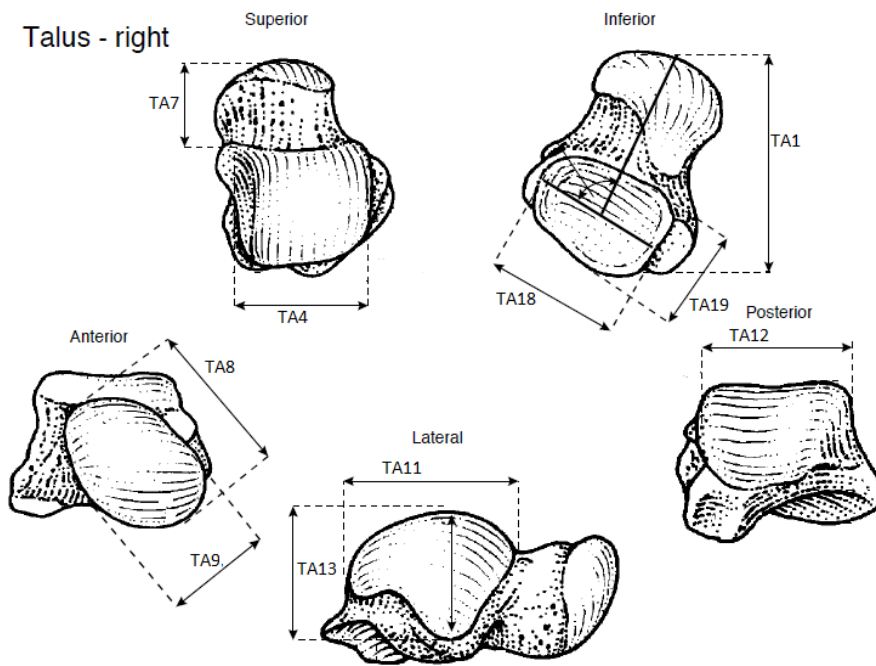 Talus - right
Superior
Inferior
TA7
TA1
TA4
TA18
TA19
Posterior
TA12
Anterior
TA8
TA9.
Lateral
TA11
TA13